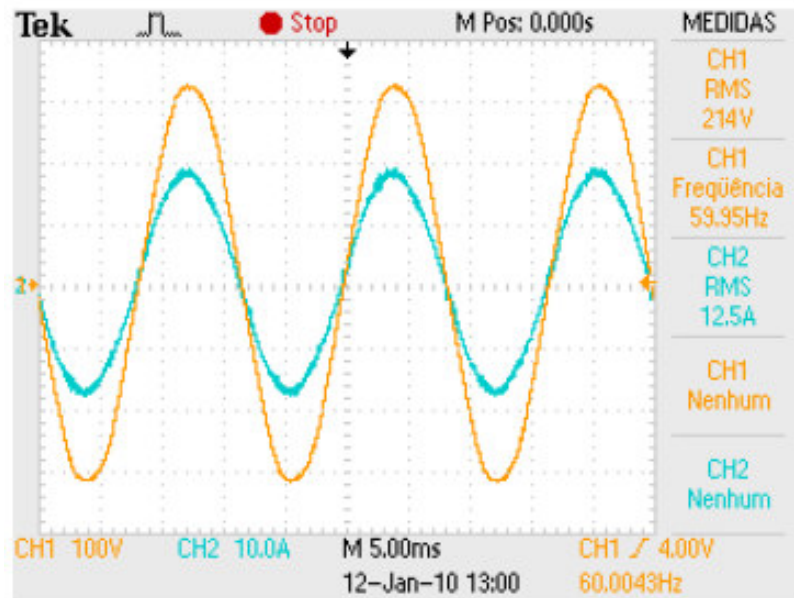 Tek Stop M Pos: 0.000s MEDIDAS
CH1
RMS
214V
CH1
Freqüência
59.95Hz
CH2
RMS
12.5A
CH1
Nenhum
CH2
Nenhum
2
CH1 100V CH2 10.0A M 5.00ms CH1 4.00V
12-Jan-10 13:00 60.0043Hz